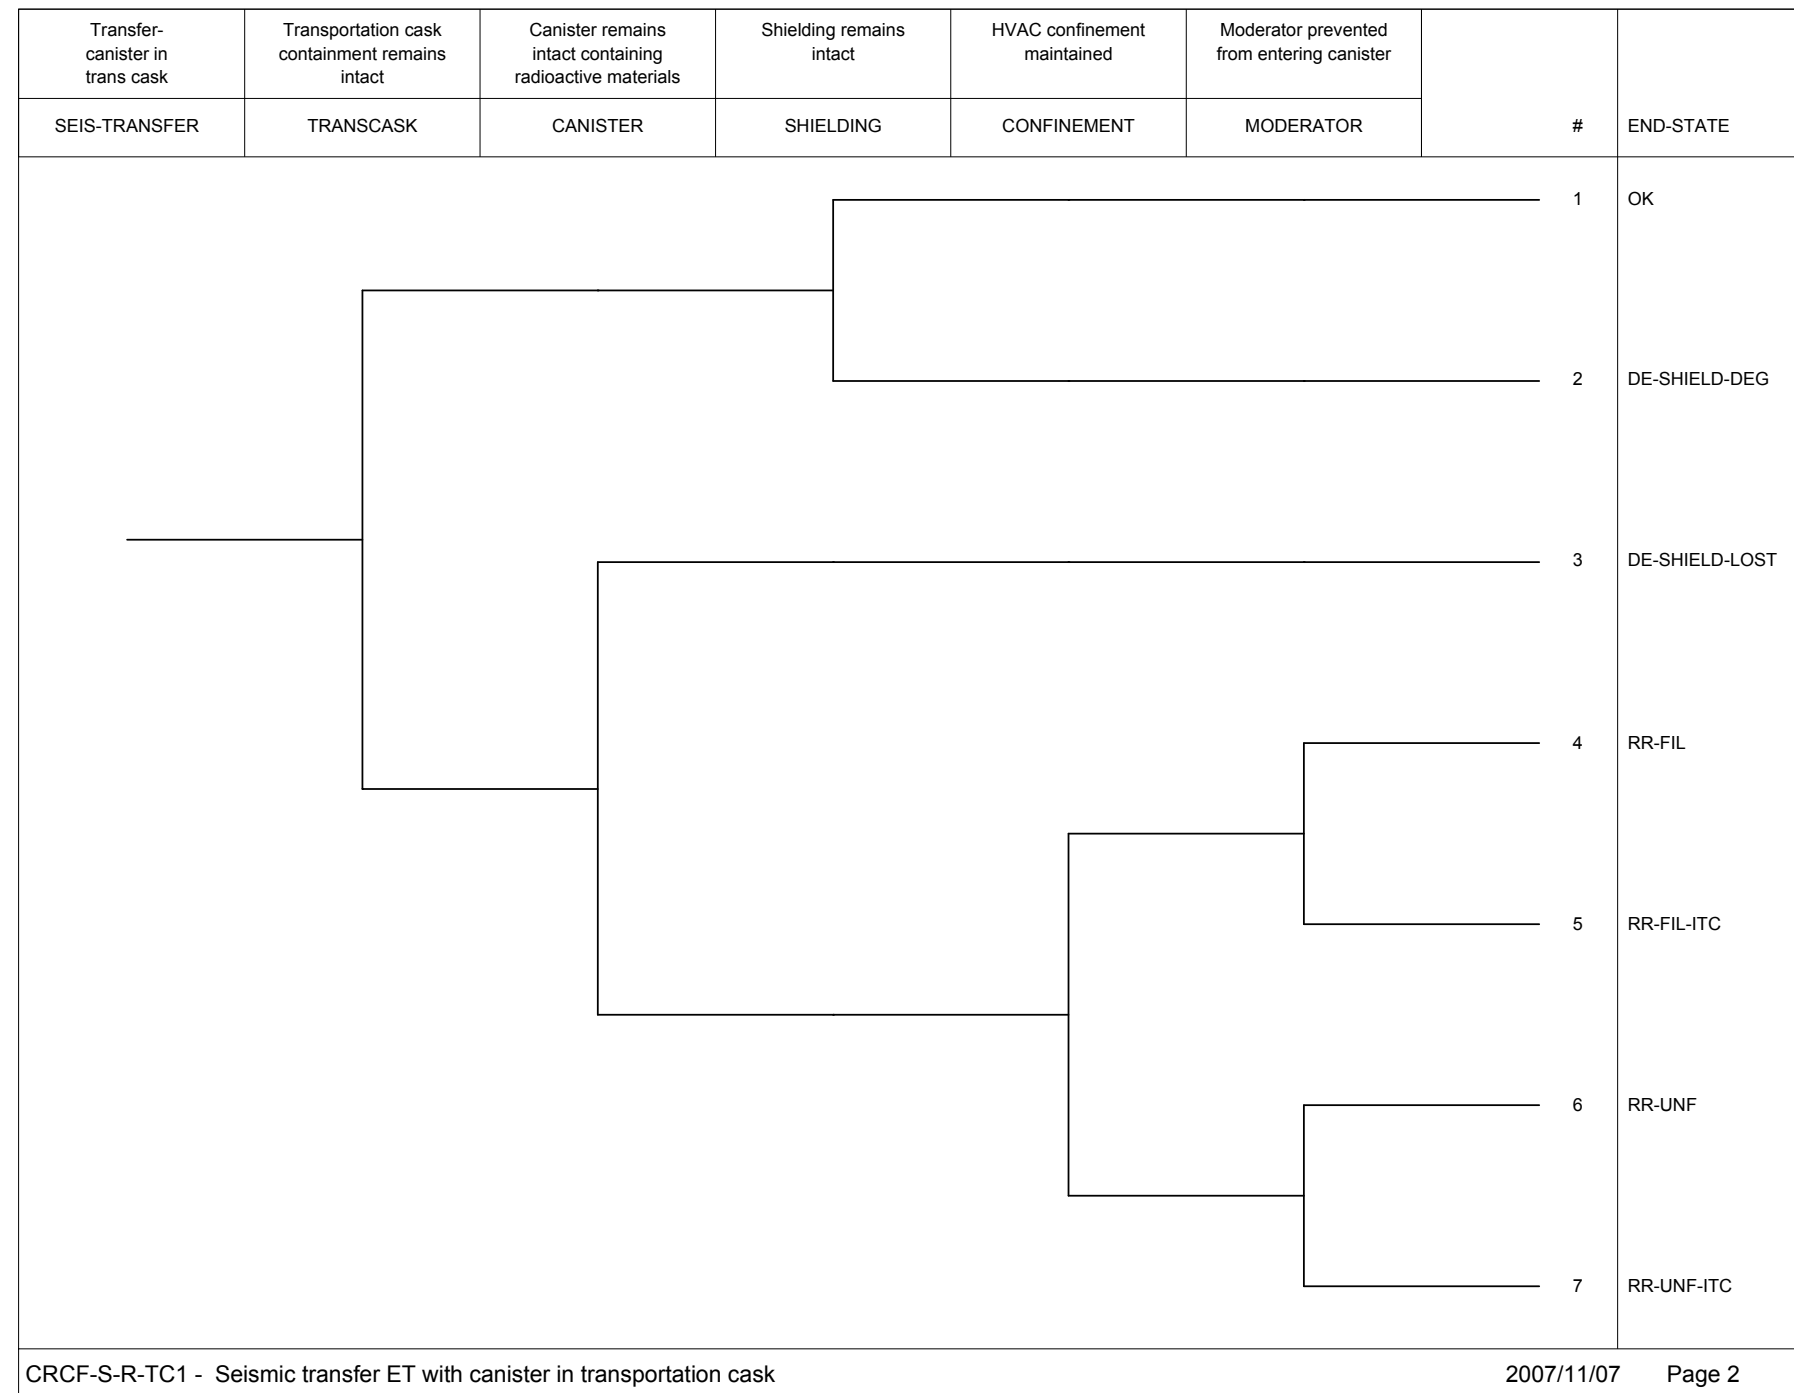 Transfer-
canister in
trans cask
Transportation cask
containment remains
intact
Canister remains
intact containing
radioactive materials
Shielding remains
intact
HVAC confinement
maintained
Moderator prevented
from entering canister
SEIS-TRANSFER
TRANSCASK
CANISTER
SHIELDING
CONFINEMENT
MODERATOR
#
END-STATE
1 OK
2 DE-SHIELD-DEG
3 DE-SHIELD-LOST
4 RR-FIL
5 RR-FIL-ITC
6 RR-UNF
7 RR-UNF-ITC
CRCF-S-R-TC1 - Seismic transfer ET with canister in transportation cask
2007/11/07 Page 2